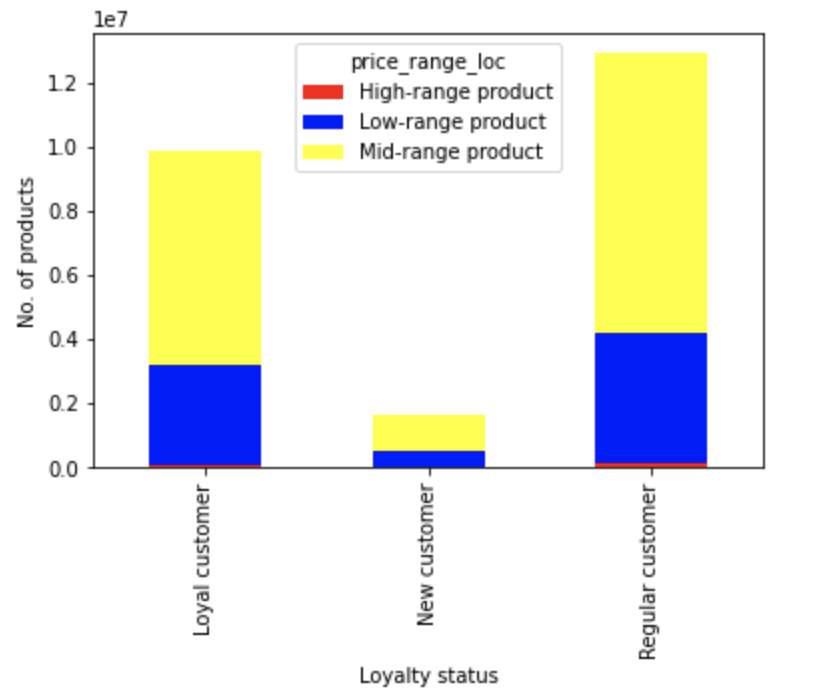 1e7
price_range_loc
High-range product
Low-range product
Mid-range product
1.2
1.0
0.8
0.6
0.4
0.2
0.0
No. of products
Loyal customer
New customer
Regular customer
Loyalty status